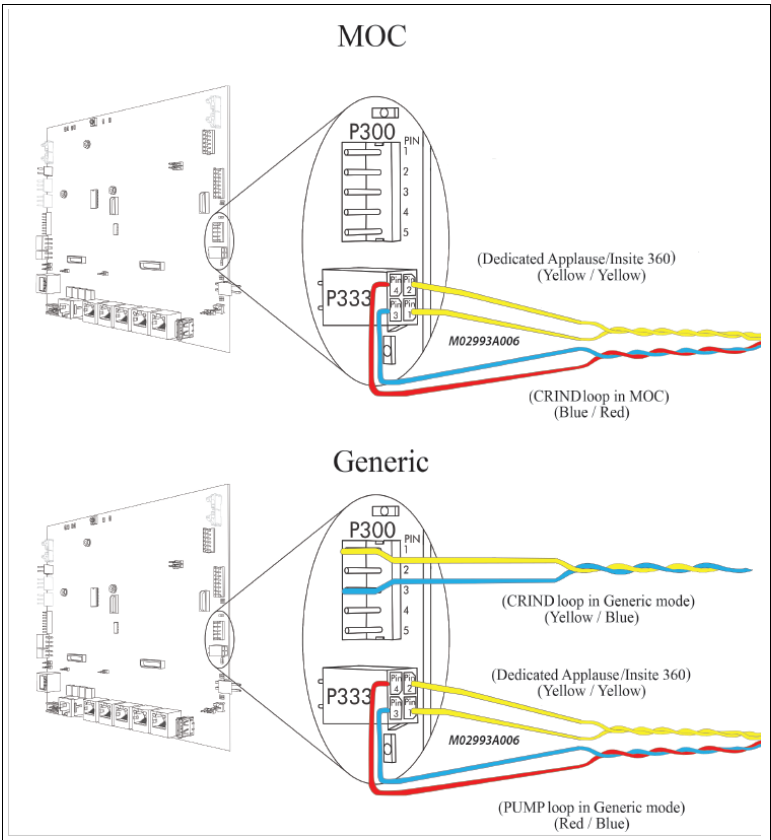 MOC
P300
PIN
1
2
3
4
5
P333
Pin 4
Pin 2
Pin 3
Pin 1
(Dedicated Applause/Insite 360)
(Yellow / Yellow)
M02993A006
(CRIND loop in MOC)
(Blue / Red)
Generic
P300
PIN
1
2
3
4
5
(CRIND loop in Generic mode)
(Yellow / Blue)
P333
Pin 4
Pin 2
Pin 3
Pin 1
(Dedicated Applause/Insite 360)
(Yellow / Yellow)
M02993A006
(PUMP loop in Generic mode)
(Red / Blue)